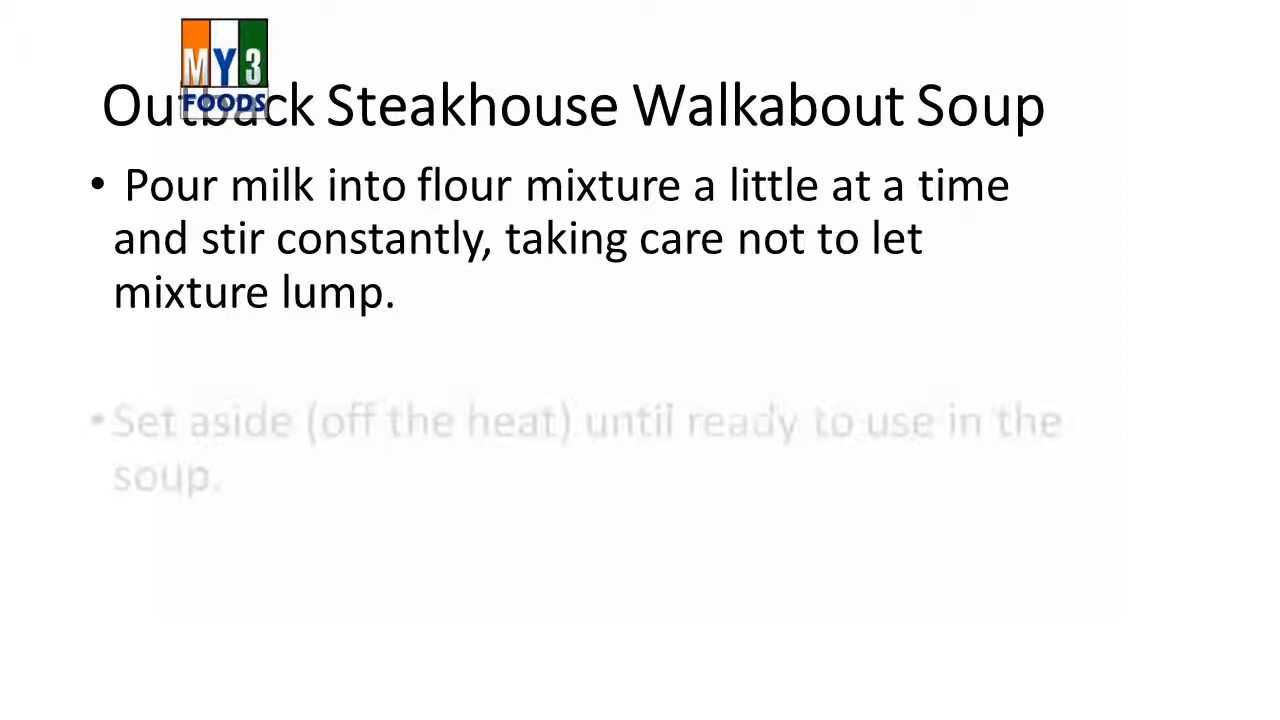 MY3
FOODS
Outback Steakhouse Walkabout Soup
• Pour milk into flour mixture a little at a time
and stir constantly, taking care not to let
mixture lump.
• Set aside (off the heat) until ready to use in the
soup.